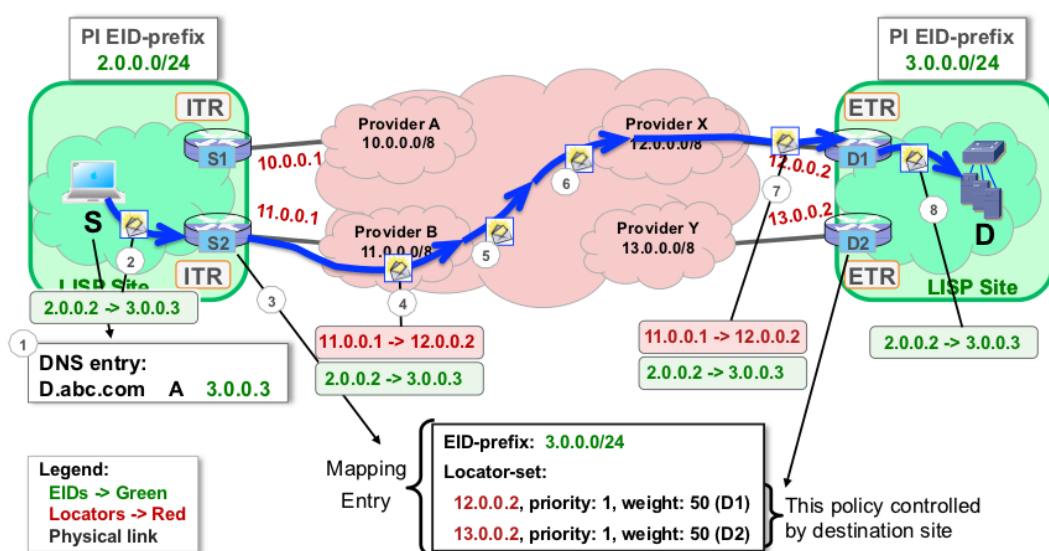 PI EID-prefix
2.0.0.0/24
PI EID-prefix
3.0.0.0/24
ITR
ETR
S1
10.0.0.1
Provider A
10.0.0.0/8
Provider X
12.0.0.0/8
12.0.0.2
D1
S
11.0.0.1
S2
ITR
Provider B
11.0.0.0/8
Provider Y
13.0.0.0/8
13.0.0.2
D2
ETR
D
LISP Site
LISP Site
2
3
4
5
6
7
8
2.0.0.2 -> 3.0.0.3
11.0.0.1 -> 12.0.0.2
2.0.0.2 -> 3.0.0.3
11.0.0.1 -> 12.0.0.2
2.0.0.2 -> 3.0.0.3
2.0.0.2 -> 3.0.0.3
1
DNS entry:
D.abc.com A 3.0.0.3
Mapping
Entry
EID-prefix: 3.0.0.0/24
Locator-set:
12.0.0.2, priority: 1, weight: 50 (D1)
13.0.0.2, priority: 1, weight: 50 (D2)
This policy controlled
by destination site
Legend:
EIDs -> Green
Locators -> Red
Physical link